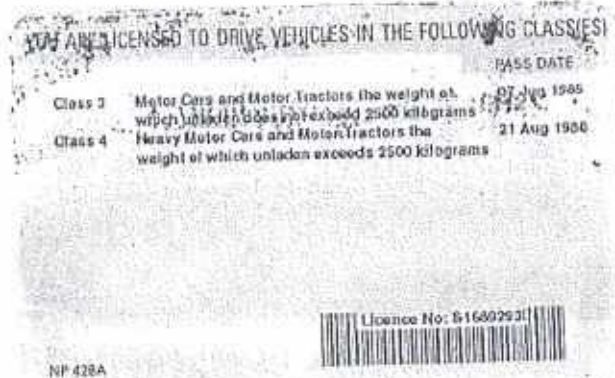 YOU ARE LICENSED TO DRIVE VEHICLES IN THE FOLLOWING CLASS(ES)
PASS DATE
Class 3 Motor Cars and Motor Tractors the weight of 1985
which unladen does not exceed 2500 kilograms
Class 4 Heavy Motor Cars and Motor Tractors the 21 Aug
weight of which unladen exceeds 2500 kilograms
Licence No:
NP 428A